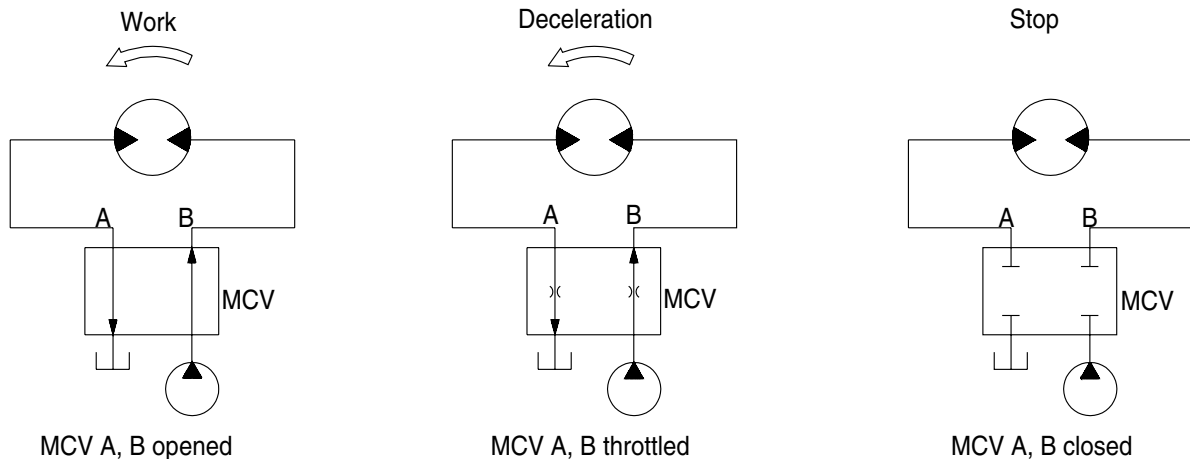 Work
A B
MCV
MCV A, B opened
Deceleration
A B
MCV
MCV A, B throttled
Stop
A B
MCV
MCV A, B closed